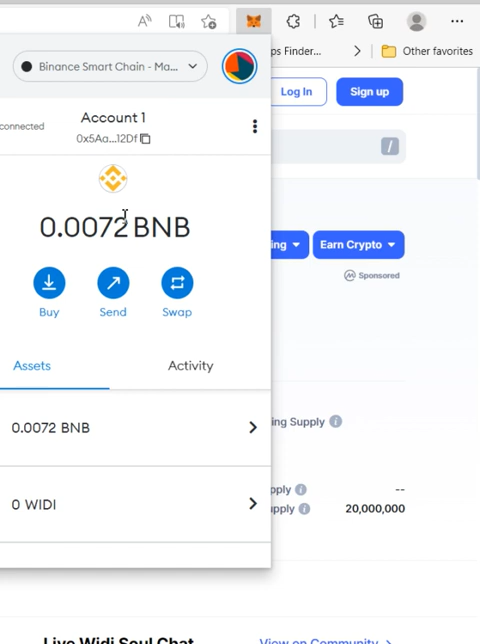 ps Finder...
Other favorites
Binance Smart Chain - Ma...
Log In
Sign up
connected
Account 1
0x5Aa...12Df
/
0.0072 BNB
ing
Earn Crypto
Sponsored
Buy
Send
Swap
Assets
Activity
ing Supply
0.0072 BNB
pply
--
upply
20,000,000
0 WIDI
Live Widi Soul Chat
View on Community